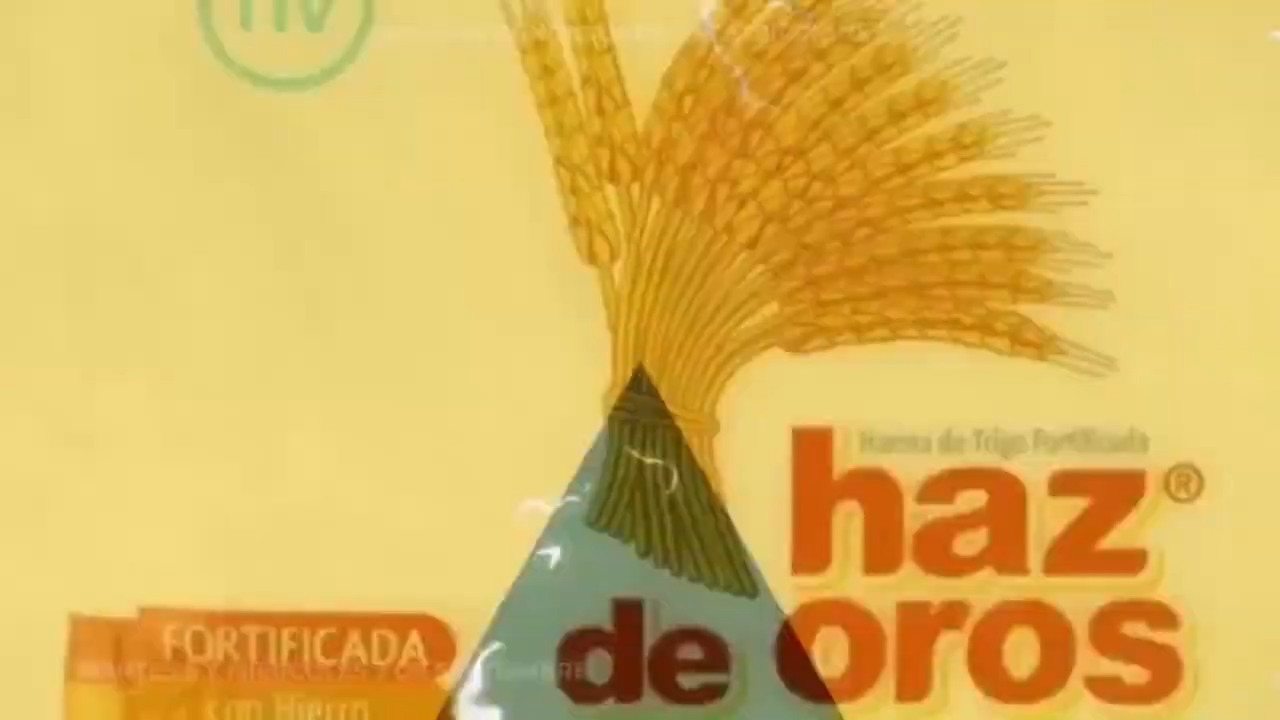 Harina de Trigo Fortificada
haz®
de oros
FORTIFICADA
con Hierro